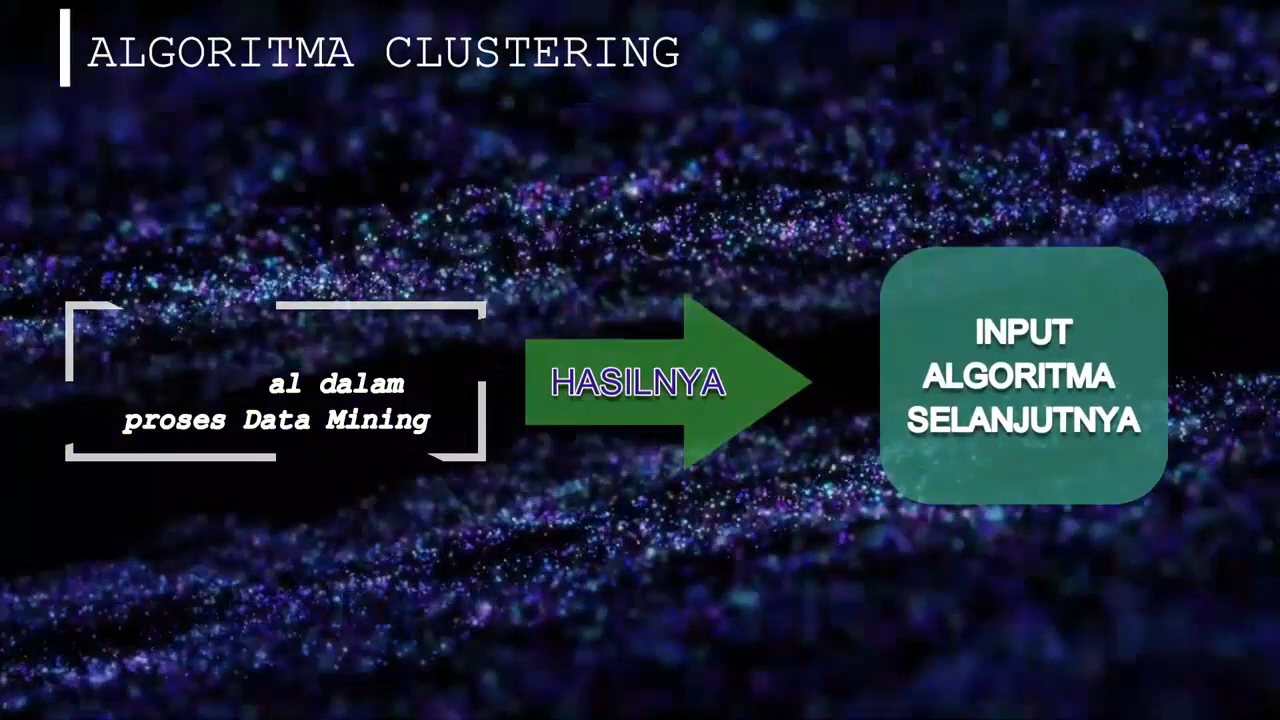 ALGORITMA CLUSTERING
al dalam
proses Data Mining
HASILNYA
INPUT
ALGORITMA
SELANJUTNYA